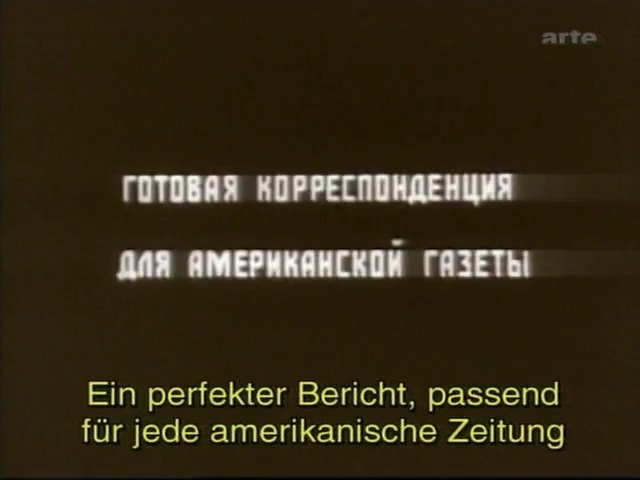 arte
ГОТОВАЯ КОРРЕСПОНДЕНЦИЯ
ДЛЯ АМЕРИКАНСКОЙ ГАЗЕТЫ
Ein perfekter Bericht, passend
für jede amerikanische Zeitung